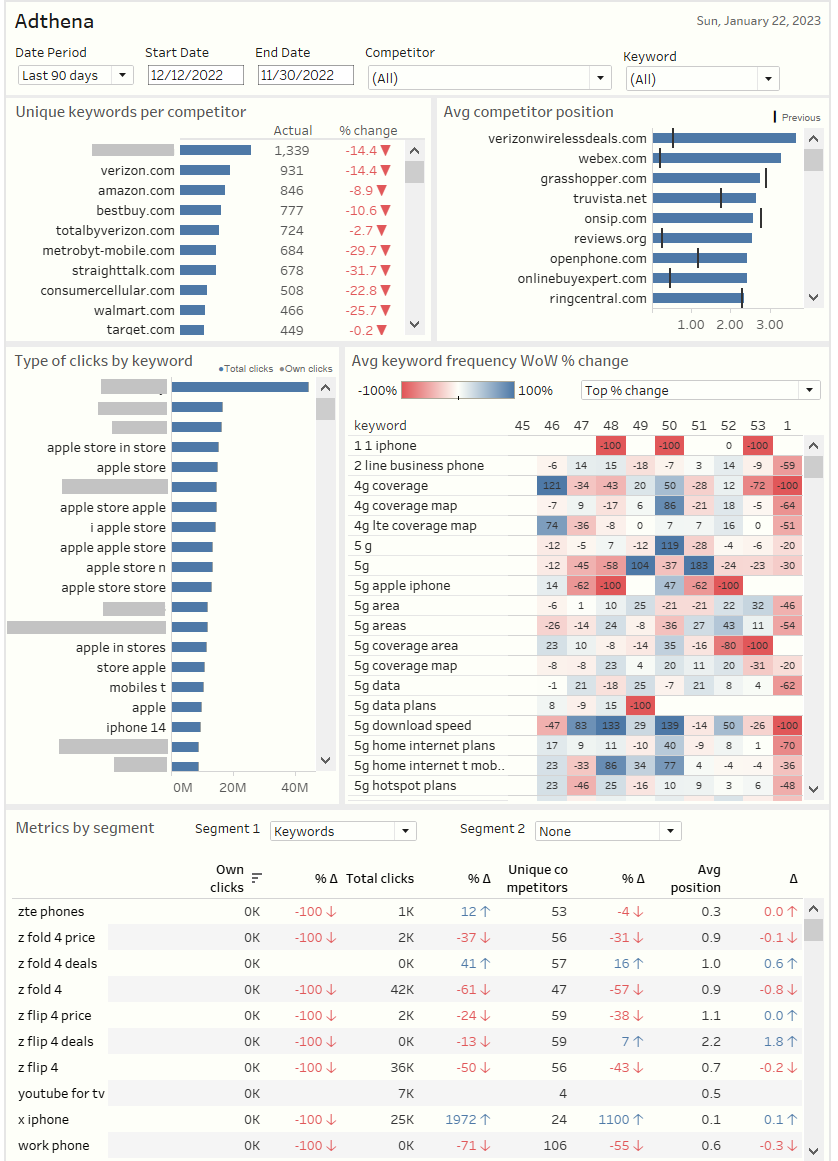 Adthena
Sun, January 22, 2023
Date Period Start Date End Date Competitor Keyword
Last 90 days 12/12/2022 11/30/2022 (All) (All)
Unique keywords per competitor
Actual % change
1,339 -14.4▼
verizon.com 931 -14.4▼
amazon.com 846 -8.9▼
bestbuy.com 777 -10.6▼
totalbyverizon.com 724 -2.7▼
metrobyt-mobile.com 684 -29.7▼
straighttalk.com 678 -31.7▼
consumercellular.com 508 -22.8▼
walmart.com 466 -25.7▼
target.com 449 -0.2▼
Avg competitor position
Previous
verizonwirelessdeals.com
webex.com
grasshopper.com
truvista.net
onsip.com
reviews.org
openphone.com
onlinebuyexpert.com
ringcentral.com
1.00 2.00 3.00
Type of clicks by keyword
Total clicks Own clicks
apple store in store
apple store
apple store apple
i apple store
apple apple store
apple store n
apple store store
apple in stores
store apple
mobiles t
apple
iphone 14
0M 20M 40M
Avg keyword frequency WoW % change
-100% 100% Top % change
keyword 45 46 47 48 49 50 51 52 53 1
1 1 iphone -100 -100 0 -100
2 line business phone -6 14 15 -18 -7 3 14 -9 -59
4g coverage 121 -34 -43 20 50 -28 12 -72 -100
4g coverage map -7 9 -17 6 86 -21 18 -5 -64
4g lte coverage map 74 -36 -8 0 7 7 16 0 -51
5 g -12 -5 7 -12 119 -28 -4 -6 -20
5g -12 -45 -58 104 -37 183 -24 -23 -30
5g apple iphone 14 -62 -100 47 -62 -100
5g area -6 1 10 25 -21 -21 22 32 -46
5g areas -26 -14 24 -8 -36 27 43 11 -54
5g coverage area 23 10 -8 -14 35 -16 -80 -100
5g coverage map -8 -8 23 4 20 11 20 -31 -20
5g data -1 21 -18 25 -7 21 8 4 -62
5g data plans 8 -9 15 -100
5g download speed -47 83 133 29 139 -14 50 -26 -100
5g home internet plans 17 9 11 -10 40 -9 8 1 -70
5g home internet t mob.. 23 -33 86 34 77 4 -4 -4 -36
5g hotspot plans 23 -46 25 -16 10 9 3 6 -48
Metrics by segment
Segment 1 Keywords Segment 2 None
Own clicks % Δ Total clicks % Δ Unique co mpetitors % Δ Avg position Δ
zte phones 0K -100↓ 1K 12↑ 53 -4↓ 0.3 0.0↑
z fold 4 price 0K -100↓ 2K -37↓ 56 -31↓ 0.9 -0.1↓
z fold 4 deals 0K 0K 41↑ 57 16↑ 1.0 0.6↑
z fold 4 0K -100↓ 42K -61↓ 47 -57↓ 0.9 -0.8↓
z flip 4 price 0K -100↓ 2K -24↓ 59 -38↓ 1.1 0.0↑
z flip 4 deals 0K -100↓ 0K -13↓ 59 7↑ 2.2 1.8↑
z flip 4 0K -100↓ 36K -50↓ 56 -43↓ 0.7 -0.2↓
youtube for tv 0K 7K 4 0.5
x iphone 0K -100↓ 25K 1972↑ 24 1100↑ 0.1 0.1↑
work phone 0K -100↓ 0K -71↓ 106 -55↓ 0.6 -0.3↓